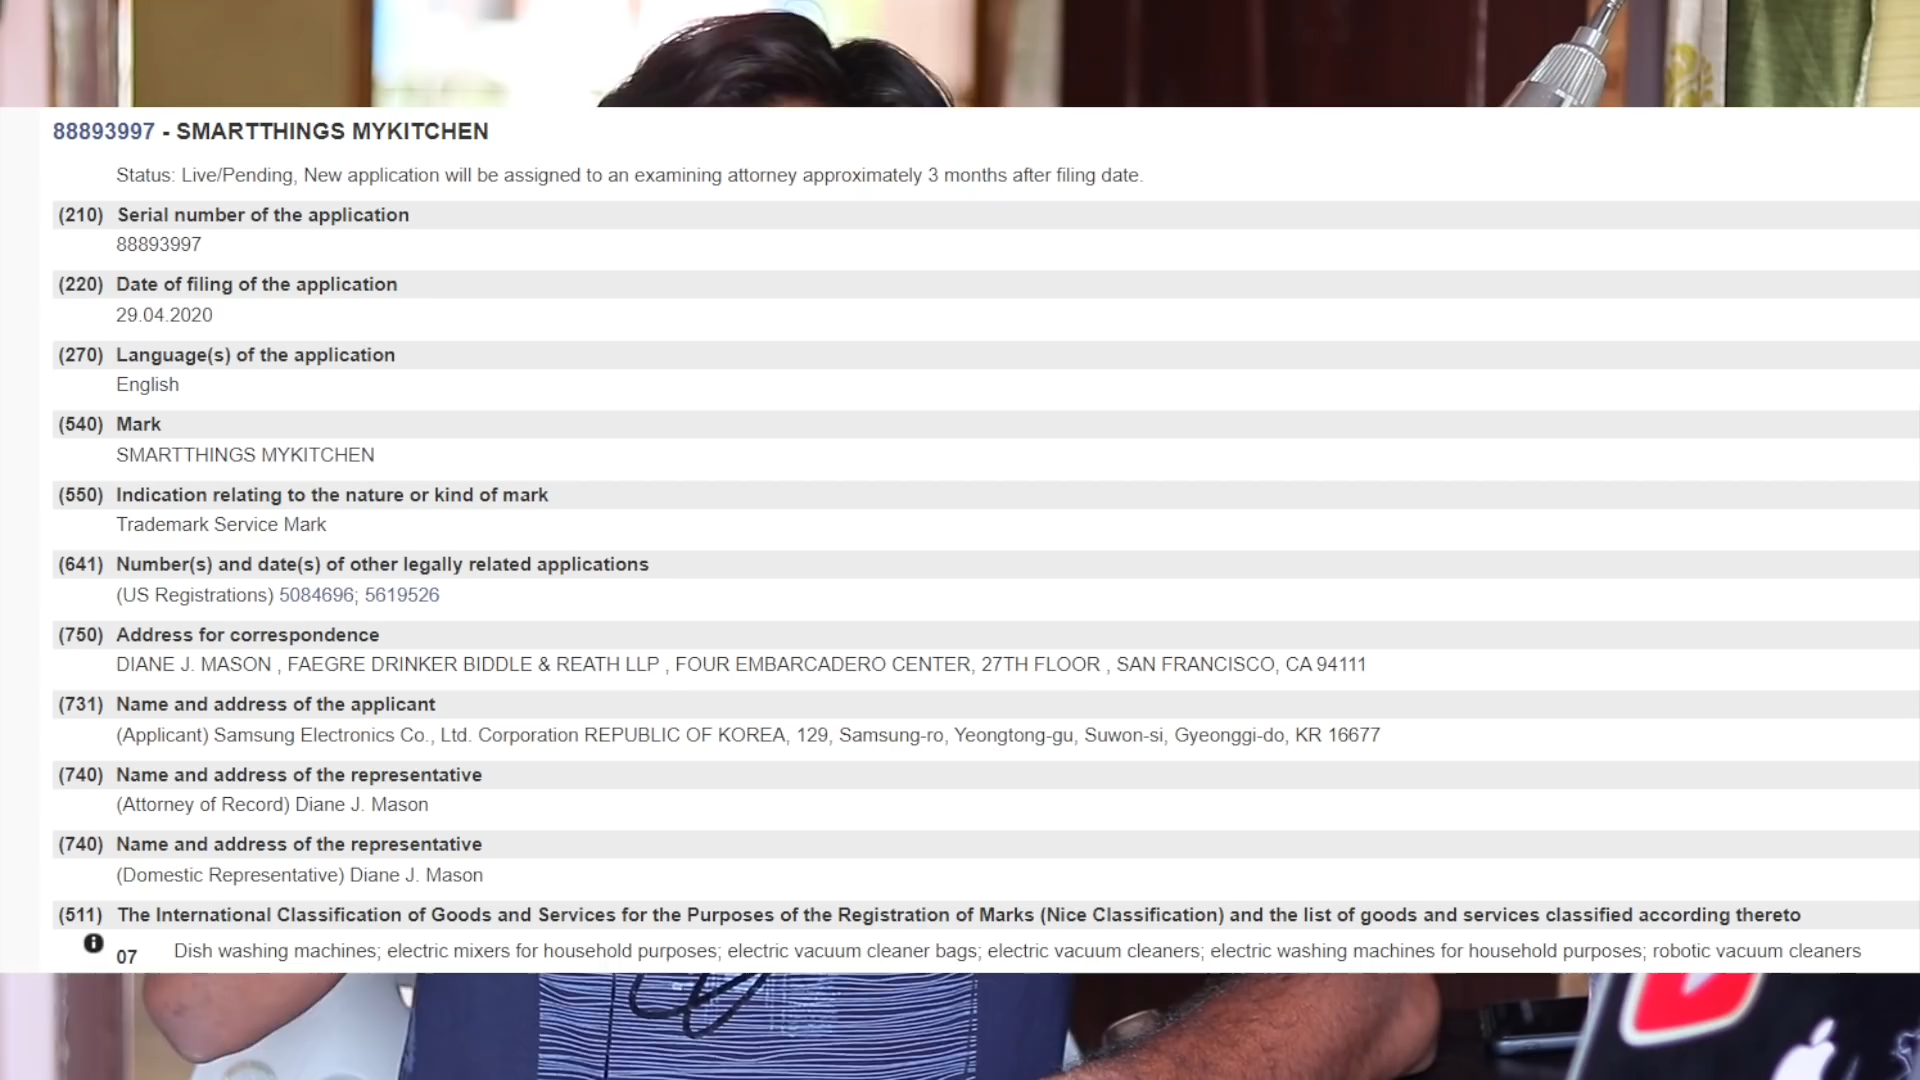 88893997 - SMARTTHINGS MYKITCHEN
Status: Live/Pending, New application will be assigned to an examining attorney approximately 3 months after filing date.
(210) Serial number of the application
88893997
(220) Date of filing of the application
29.04.2020
(270) Language(s) of the application
English
(540) Mark
SMARTTHINGS MYKITCHEN
(550) Indication relating to the nature or kind of mark
Trademark Service Mark
(641) Number(s) and date(s) of other legally related applications
(US Registrations) 5084696; 5619526
(750) Address for correspondence
DIANE J. MASON , FAEGRE DRINKER BIDDLE & REATH LLP , FOUR EMBARCADERO CENTER, 27TH FLOOR , SAN FRANCISCO, CA 94111
(731) Name and address of the applicant
(Applicant) Samsung Electronics Co., Ltd. Corporation REPUBLIC OF KOREA, 129, Samsung-ro, Yeongtong-gu, Suwon-si, Gyeonggi-do, KR 16677
(740) Name and address of the representative
(Attorney of Record) Diane J. Mason
(740) Name and address of the representative
(Domestic Representative) Diane J. Mason
(511) The International Classification of Goods and Services for the Purposes of the Registration of Marks (Nice Classification) and the list of goods and services classified according thereto
07 Dish washing machines; electric mixers for household purposes; electric vacuum cleaner bags; electric vacuum cleaners; electric washing machines for household purposes; robotic vacuum cleaners